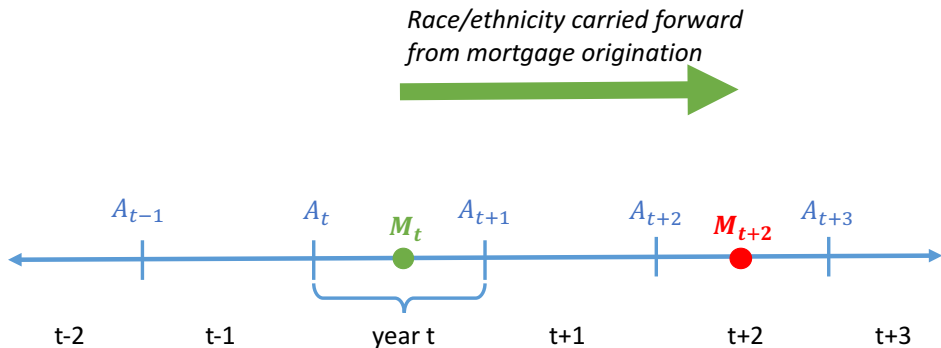 Race/ethnicity carried forward
from mortgage origination
A_{t−1} A_t M_t A_{t+1} A_{t+2} M_{t+2} A_{t+3}
t-2 t-1 year t t+1 t+2 t+3